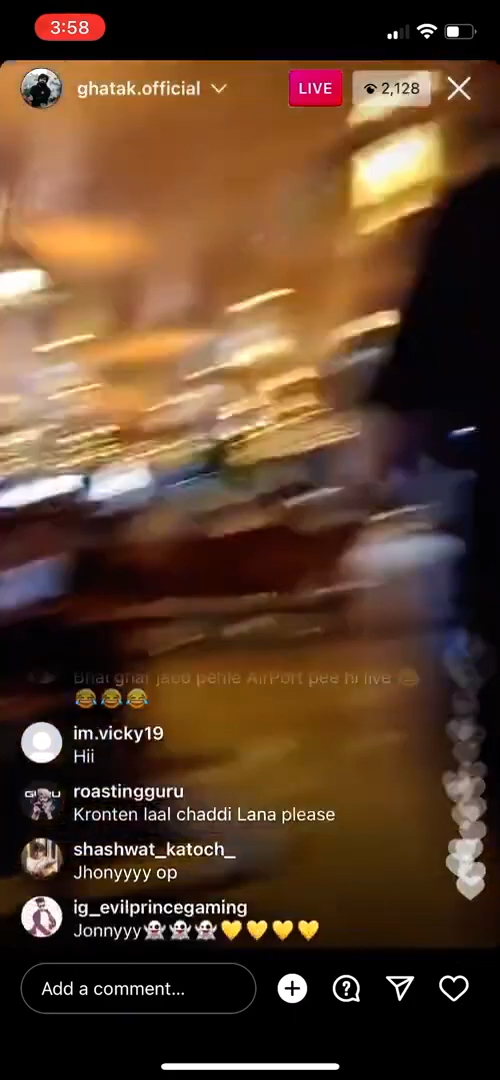 3:58
ghatak.official
LIVE
2,128
Bhai ghar jaoo pehle AirPort pee hi live 😂
😂😂😂
im.vicky19
Hii
roastingguru
Kronten laal chaddi Lana please
shashwat_katoch_
Jhonyyyy op
ig_evilprincegaming
Jonnyyy👻👻👻💛💛💛💛
Add a comment...